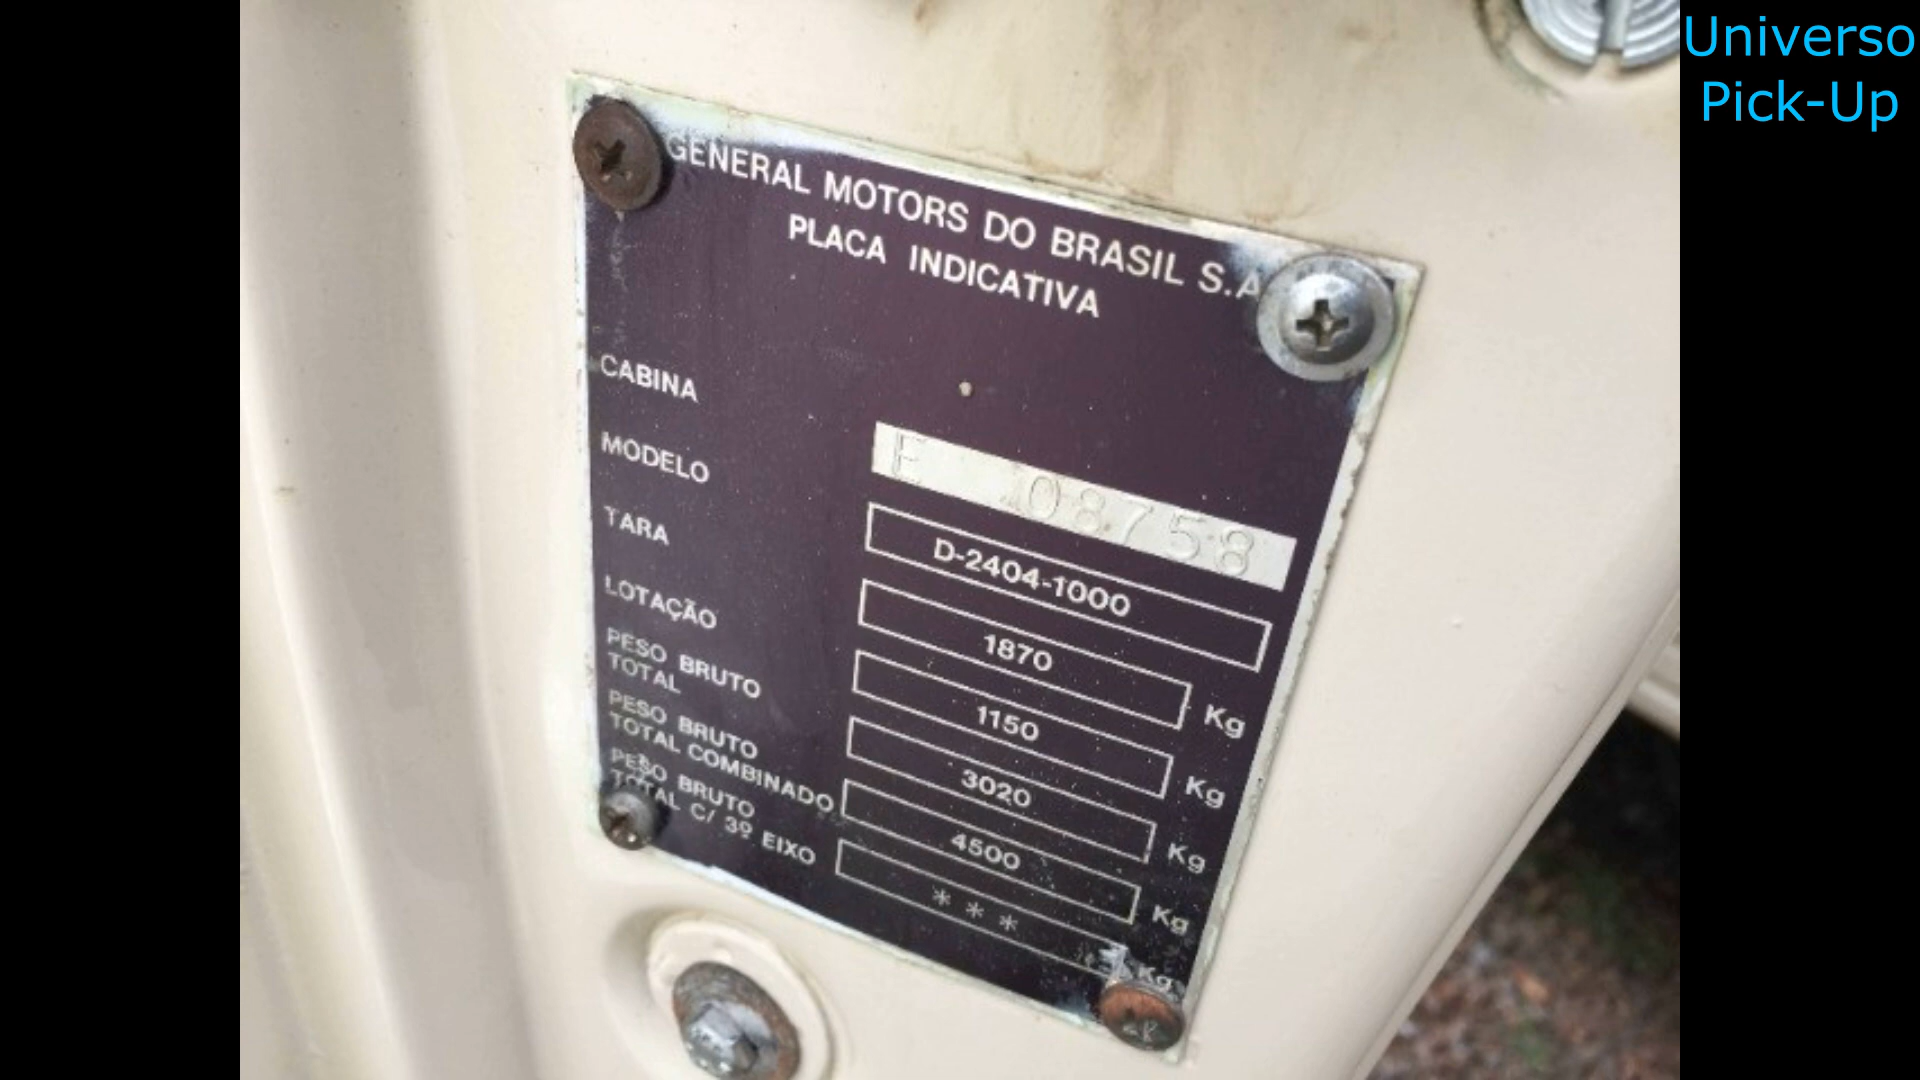 Universo
Pick-Up
GENERAL MOTORS DO BRASIL S.A
PLACA INDICATIVA
CABINA E 08758
MODELO D-2404-1000
TARA 1870 Kg
LOTAÇÃO 1150 Kg
PESO BRUTO
TOTAL 3020 Kg
PESO BRUTO
TOTAL COMBINADO 4500 Kg
PESO BRUTO
TOTAL C/ 3º EIXO *** Kg